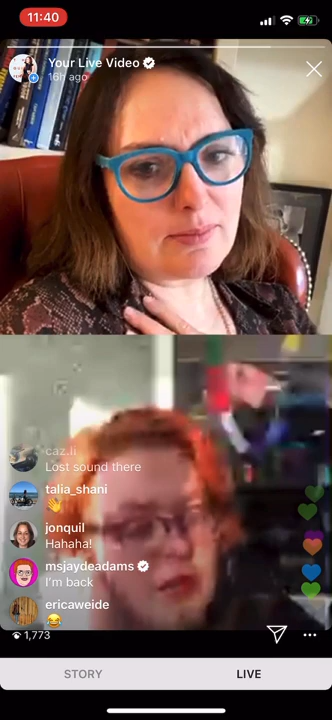 11:40
Your Live Video
16h ago
caz.li
Lost sound there
talia_shani
👋
jonquil
Hahaha!
msjaydeadams
I'm back
ericaweide
😂
1,773
STORY
LIVE